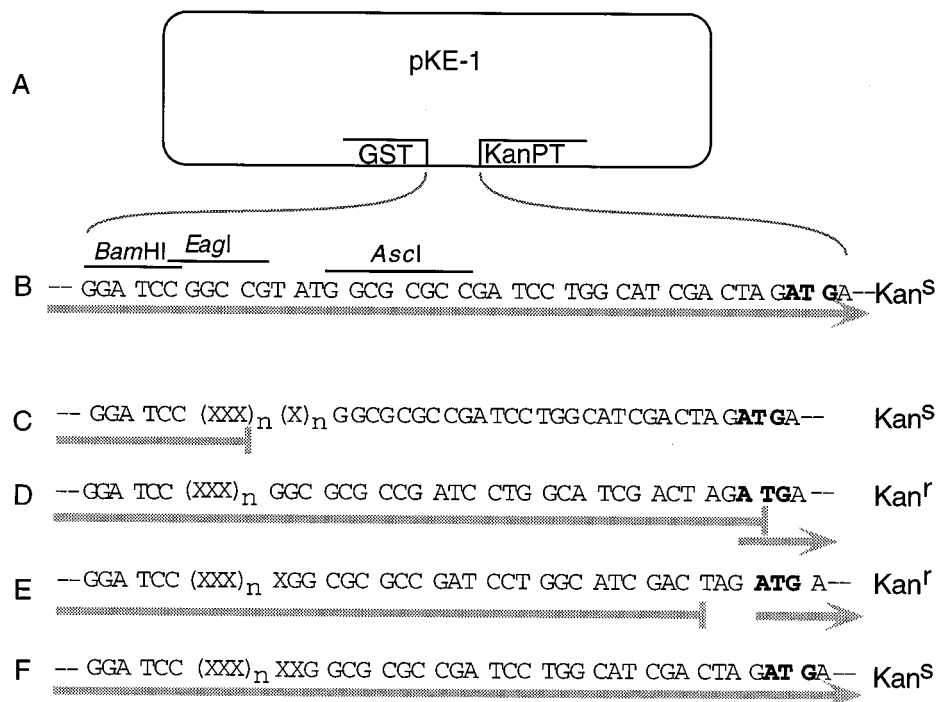 pKE-1
A
GST KanPT
BamHI EagI AscI
B -- GGA TCC GGC CGT ATG GCG CGC CGA TCC TGG CAT CGA CTA GAT GA-- Kanˢ
C -- GGA TCC (XXX)n (X)n GGCGCGCCGATCCTGGCATCGACTAGATGA-- Kanˢ
D --GGA TCC (XXX)n GGC GCG CCG ATC CTG GCA TCG ACT AGA TGA-- Kanʳ
E --GGA TCC (XXX)n XGG CGC GCC GAT CCT GGC ATC GAC TAG ATG A-- Kanʳ
F -- GGA TCC (XXX)n XXG GCG CGC CGA TCC TGG CAT CGA CTA GAT GA-- Kanˢ